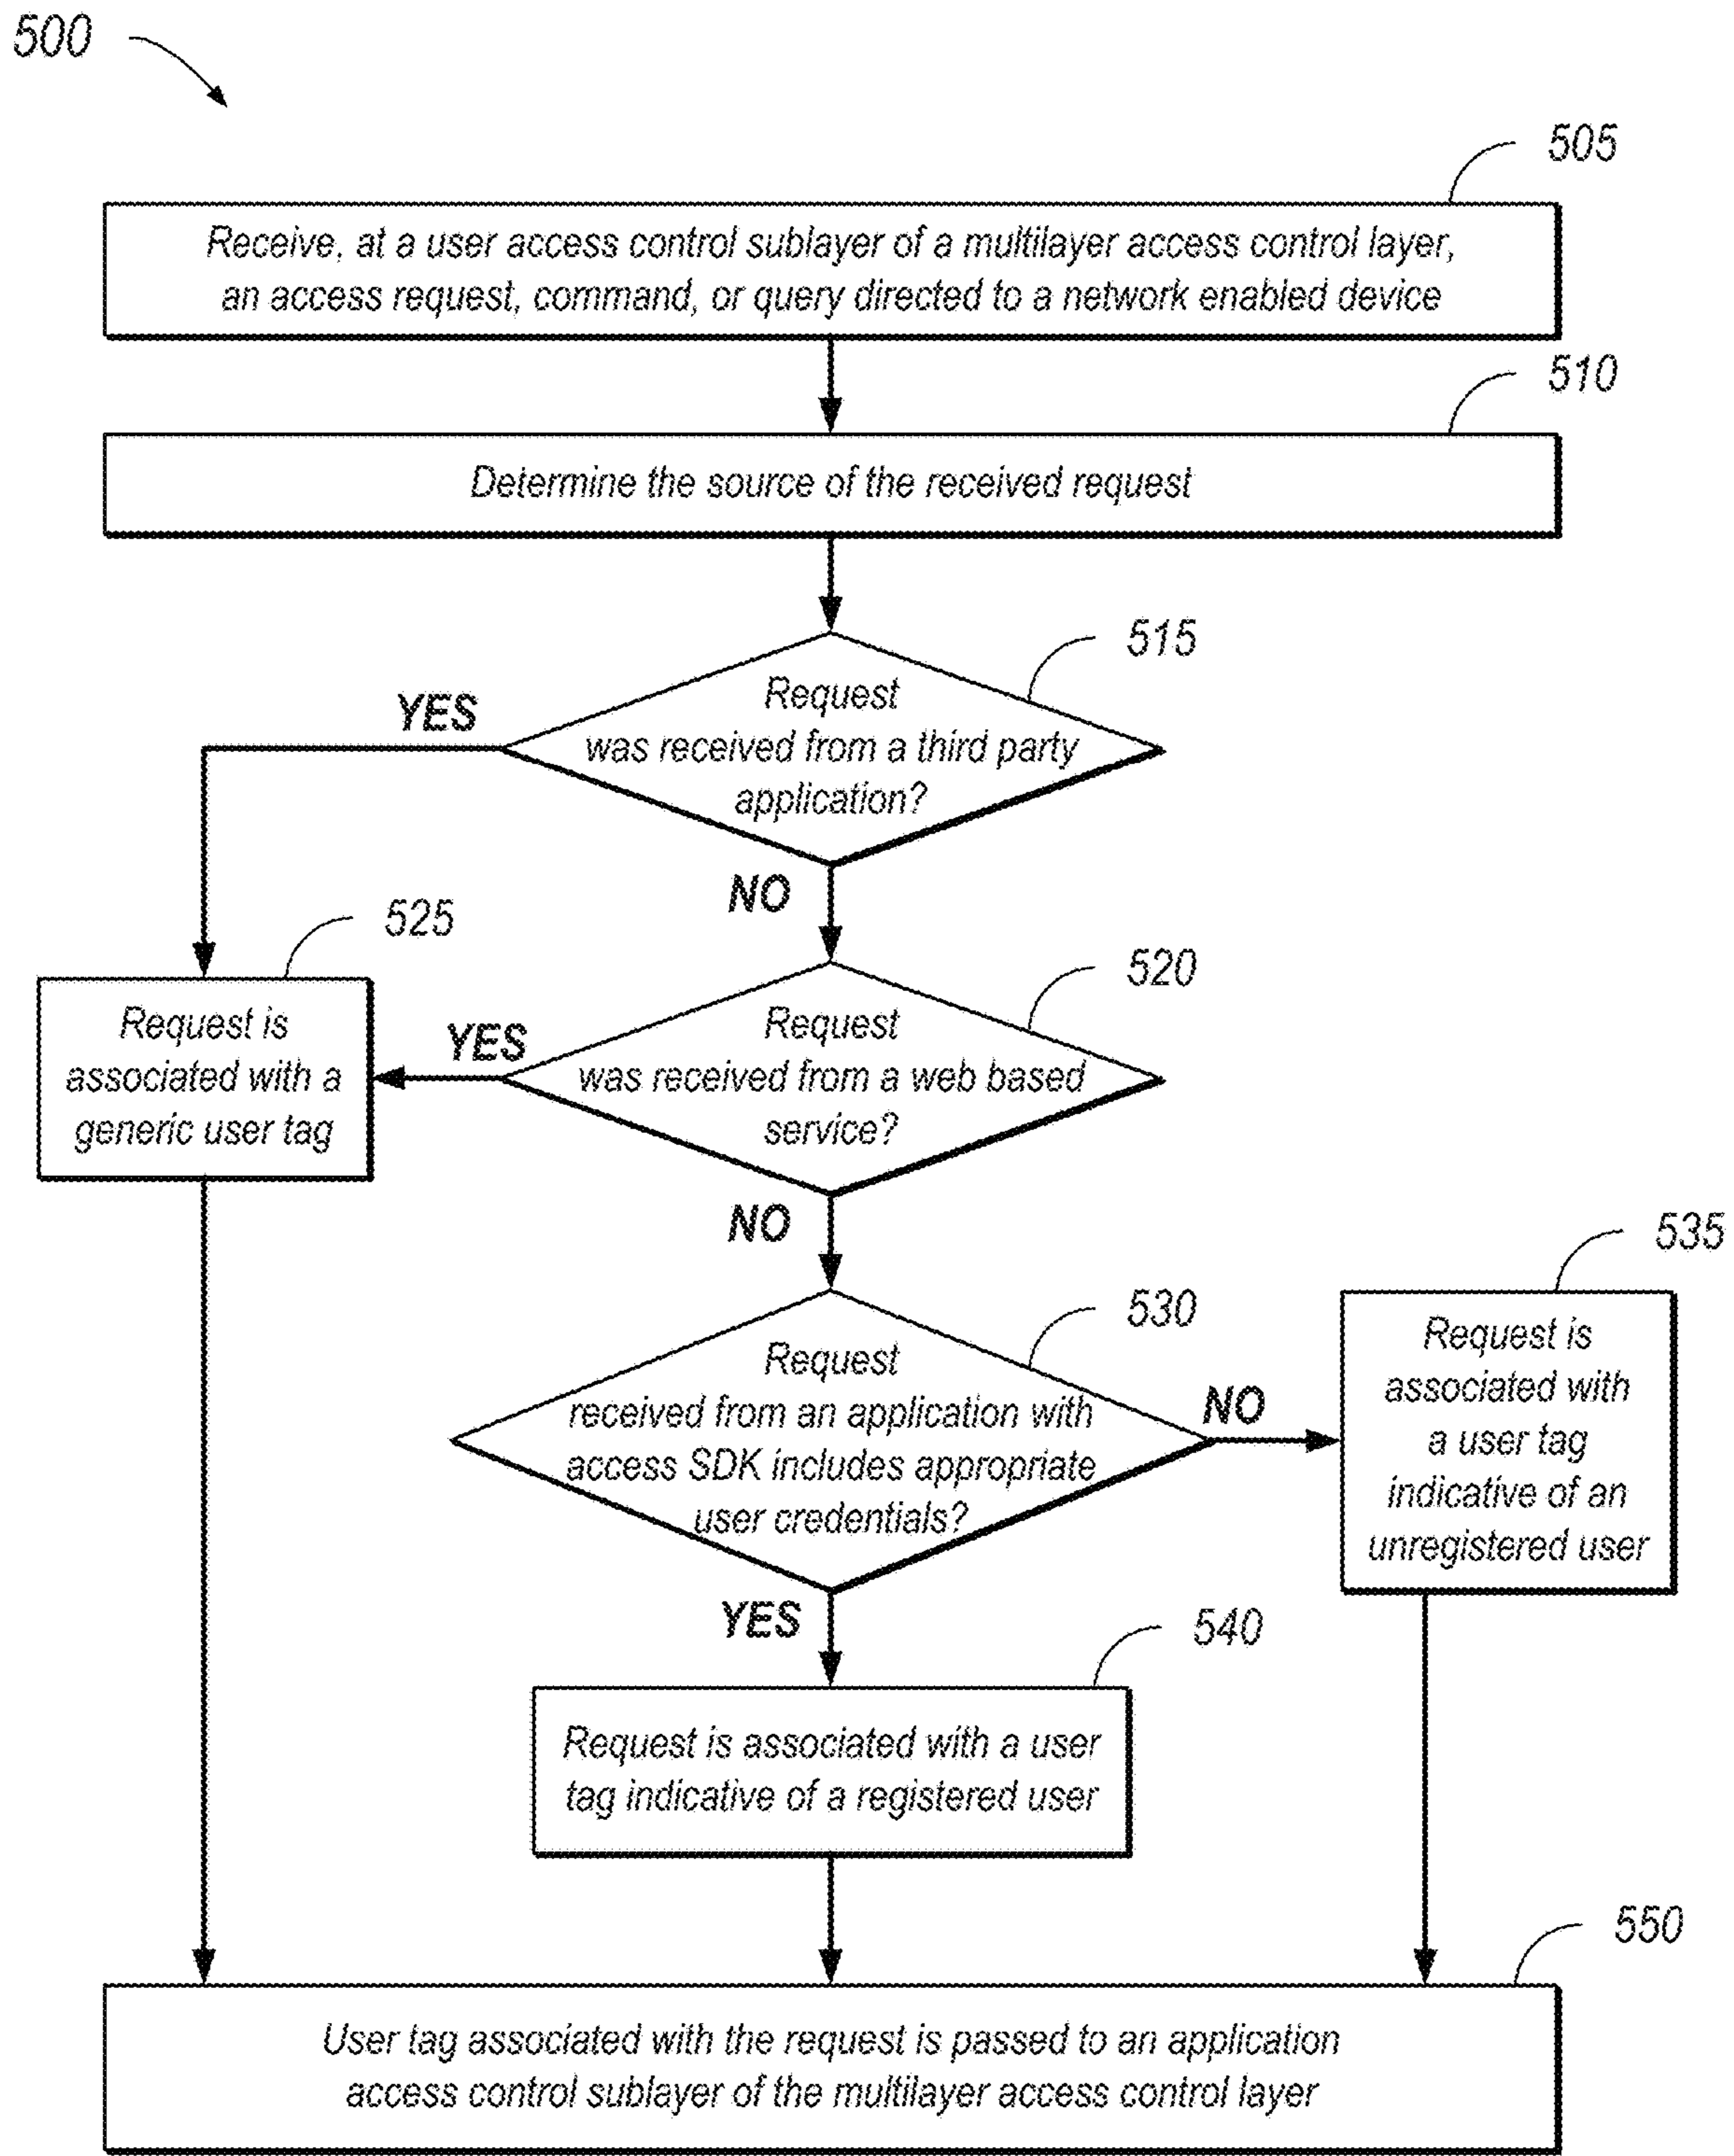 500
505
Receive, at a user access control sublayer of a multilayer access control layer,
an access request, command, or query directed to a network enabled device
510
Determine the source of the received request
515
YES
Request
was received from a third party
application?
NO
525
520
Request is
associated with a
generic user tag
YES
Request
was received from a web based
service?
NO
535
530
Request
received from an application with
access SDK includes appropriate
user credentials?
NO
Request is
associated with
a user tag
indicative of an
unregistered user
YES
540
Request is associated with a user
tag indicative of a registered user
550
User tag associated with the request is passed to an application
access control sublayer of the multilayer access control layer